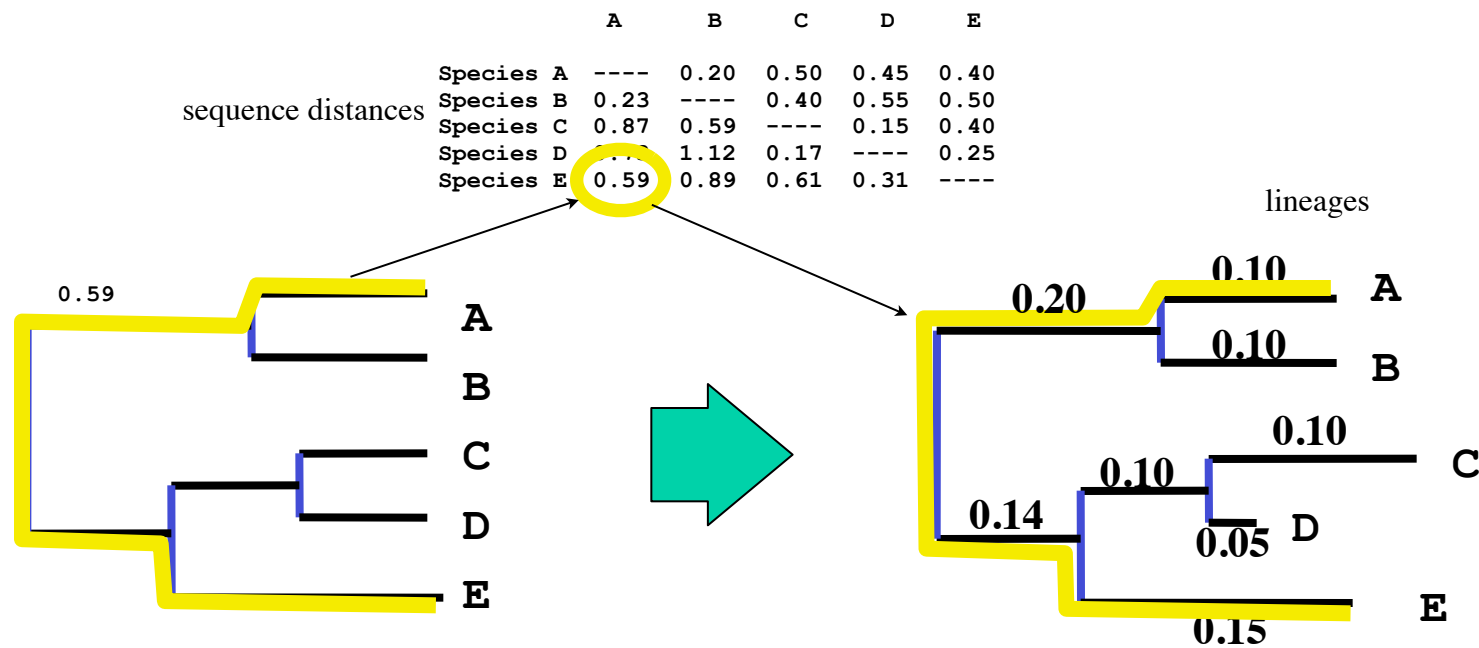 A B C D E
Species A ---- 0.20 0.50 0.45 0.40
sequence distances
Species B 0.23 ---- 0.40 0.55 0.50
Species C 0.87 0.59 ---- 0.15 0.40
Species D 1.12 0.17 ---- 0.25
Species E 0.59 0.89 0.61 0.31 ----
lineages
0.59
A
B
C
D
E
0.10
A
0.20
0.10
B
0.10
C
0.10
0.14
D
0.05
E
0.15